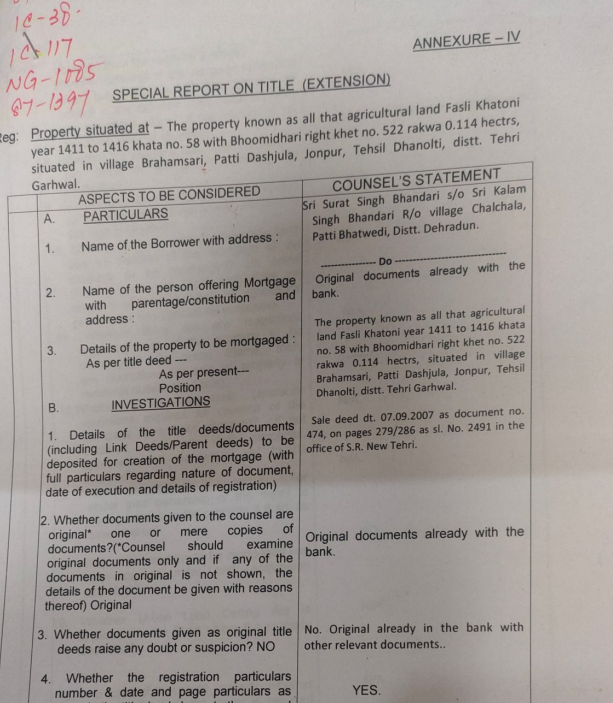 1C-38.
1C-117
NG-1085
87-1397
ANNEXURE – IV
SPECIAL REPORT ON TITLE (EXTENSION)
eg: Property situated at – The property known as all that agricultural land Fasli Khatoni
year 1411 to 1416 khata no. 58 with Bhoomidhari right khet no. 522 rakwa 0.114 hectrs,
situated in village Brahamsari, Patti Dashjula, Jonpur, Tehsil Dhanolti, distt. Tehri
Garhwal.
ASPECTS TO BE CONSIDERED
COUNSEL'S STATEMENT
A. PARTICULARS
1. Name of the Borrower with address :
Sri Surat Singh Bhandari s/o Sri Kalam
Singh Bhandari R/o village Chalchala,
Patti Bhatwedi, Distt. Dehradun.
---------------- Do --------------------------------
2. Name of the person offering Mortgage
with parentage/constitution and
address :
Original documents already with the
bank.
3. Details of the property to be mortgaged :
As per title deed ---
As per present---
Position
The property known as all that agricultural
land Fasli Khatoni year 1411 to 1416 khata
no. 58 with Bhoomidhari right khet no. 522
rakwa 0.114 hectrs, situated in village
Brahamsari, Patti Dashjula, Jonpur, Tehsil
Dhanolti, distt. Tehri Garhwal.
B. INVESTIGATIONS
1. Details of the title deeds/documents
(including Link Deeds/Parent deeds) to be
deposited for creation of the mortgage (with
full particulars regarding nature of document,
date of execution and details of registration)
Sale deed dt. 07.09.2007 as document no.
474, on pages 279/286 as sl. No. 2491 in the
office of S.R. New Tehri.
2. Whether documents given to the counsel are
original* one or mere copies of
documents?(*Counsel should examine
original documents only and if any of the
documents in original is not shown, the
details of the document be given with reasons
thereof) Original
Original documents already with the
bank.
3. Whether documents given as original title
deeds raise any doubt or suspicion? NO
No. Original already in the bank with
other relevant documents..
4. Whether the registration particulars
number & date and page particulars as
YES.